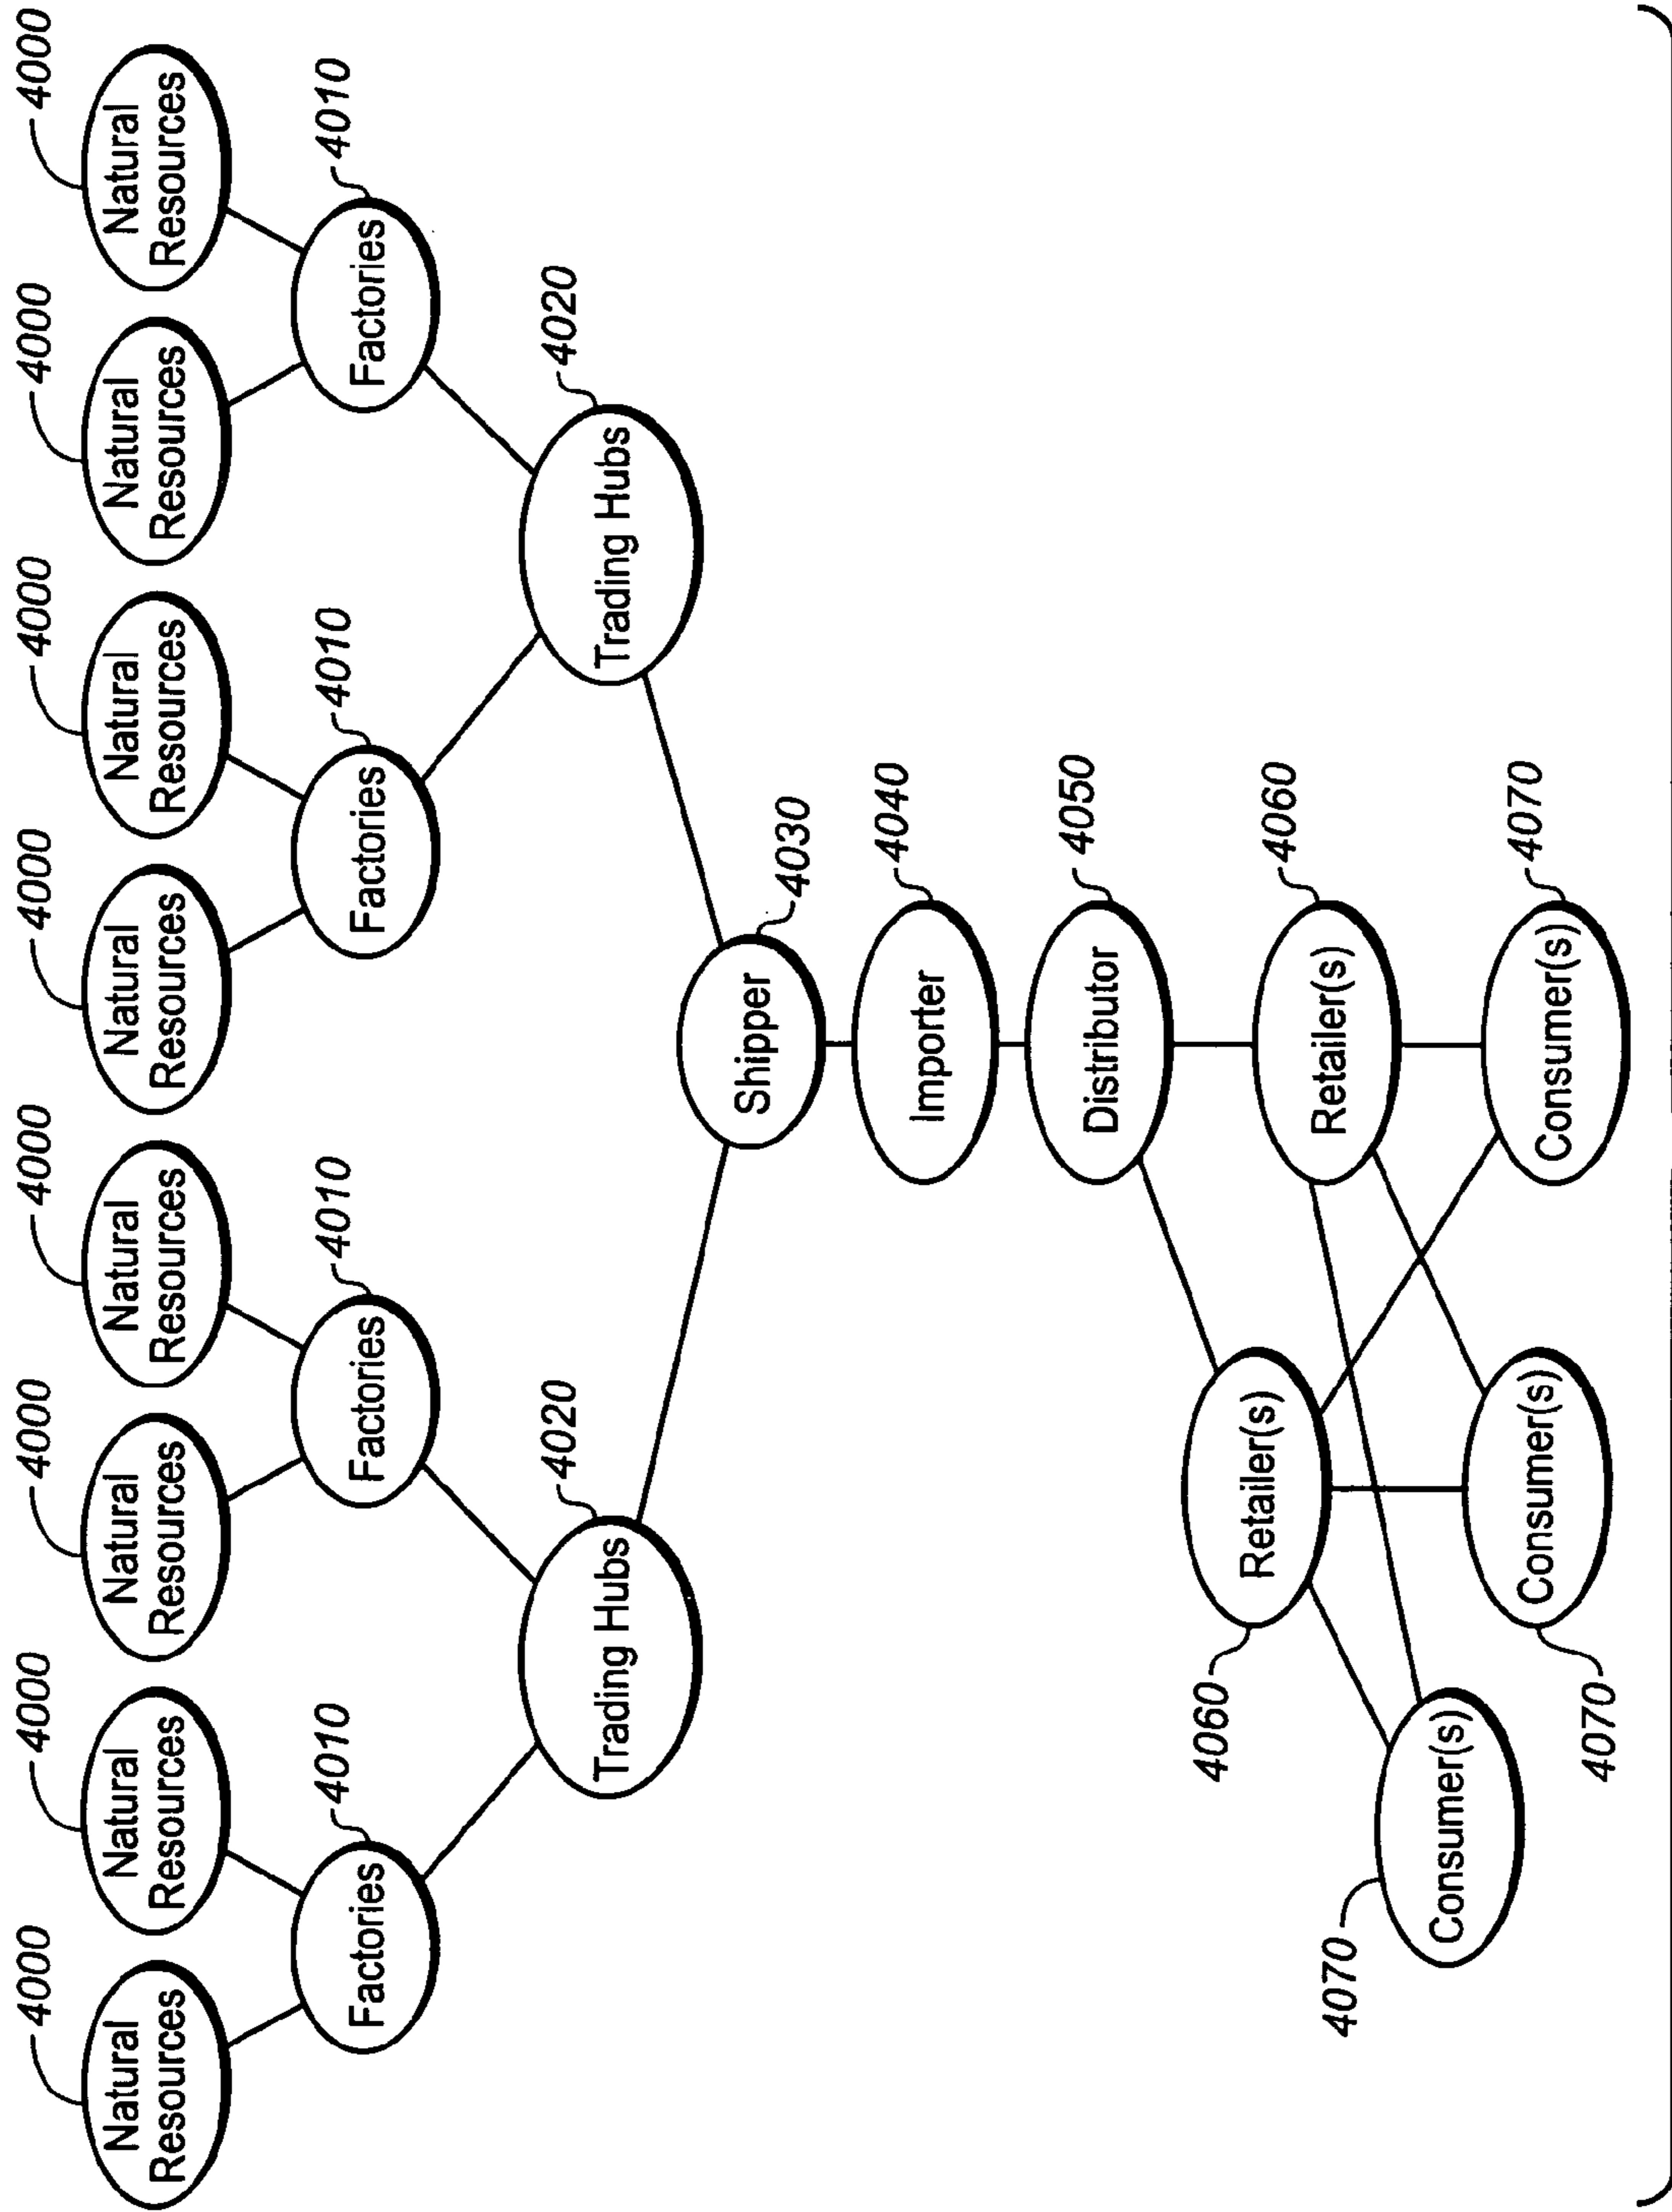 4000
Natural
Resources
4000
Natural
Resources
4000
Natural
Resources
4000
Natural
Resources
4000
Natural
Resources
4000
Natural
Resources
4000
Natural
Resources
4000
Natural
Resources
4010
Factories
4010
Factories
4010
Factories
4010
Factories
4020
Trading Hubs
4020
Trading Hubs
4030
Shipper
4040
Importer
4050
Distributor
4060
Retailer(s)
4060
Retailer(s)
4070
Consumer(s)
4070
Consumer(s)
4070
Consumer(s)